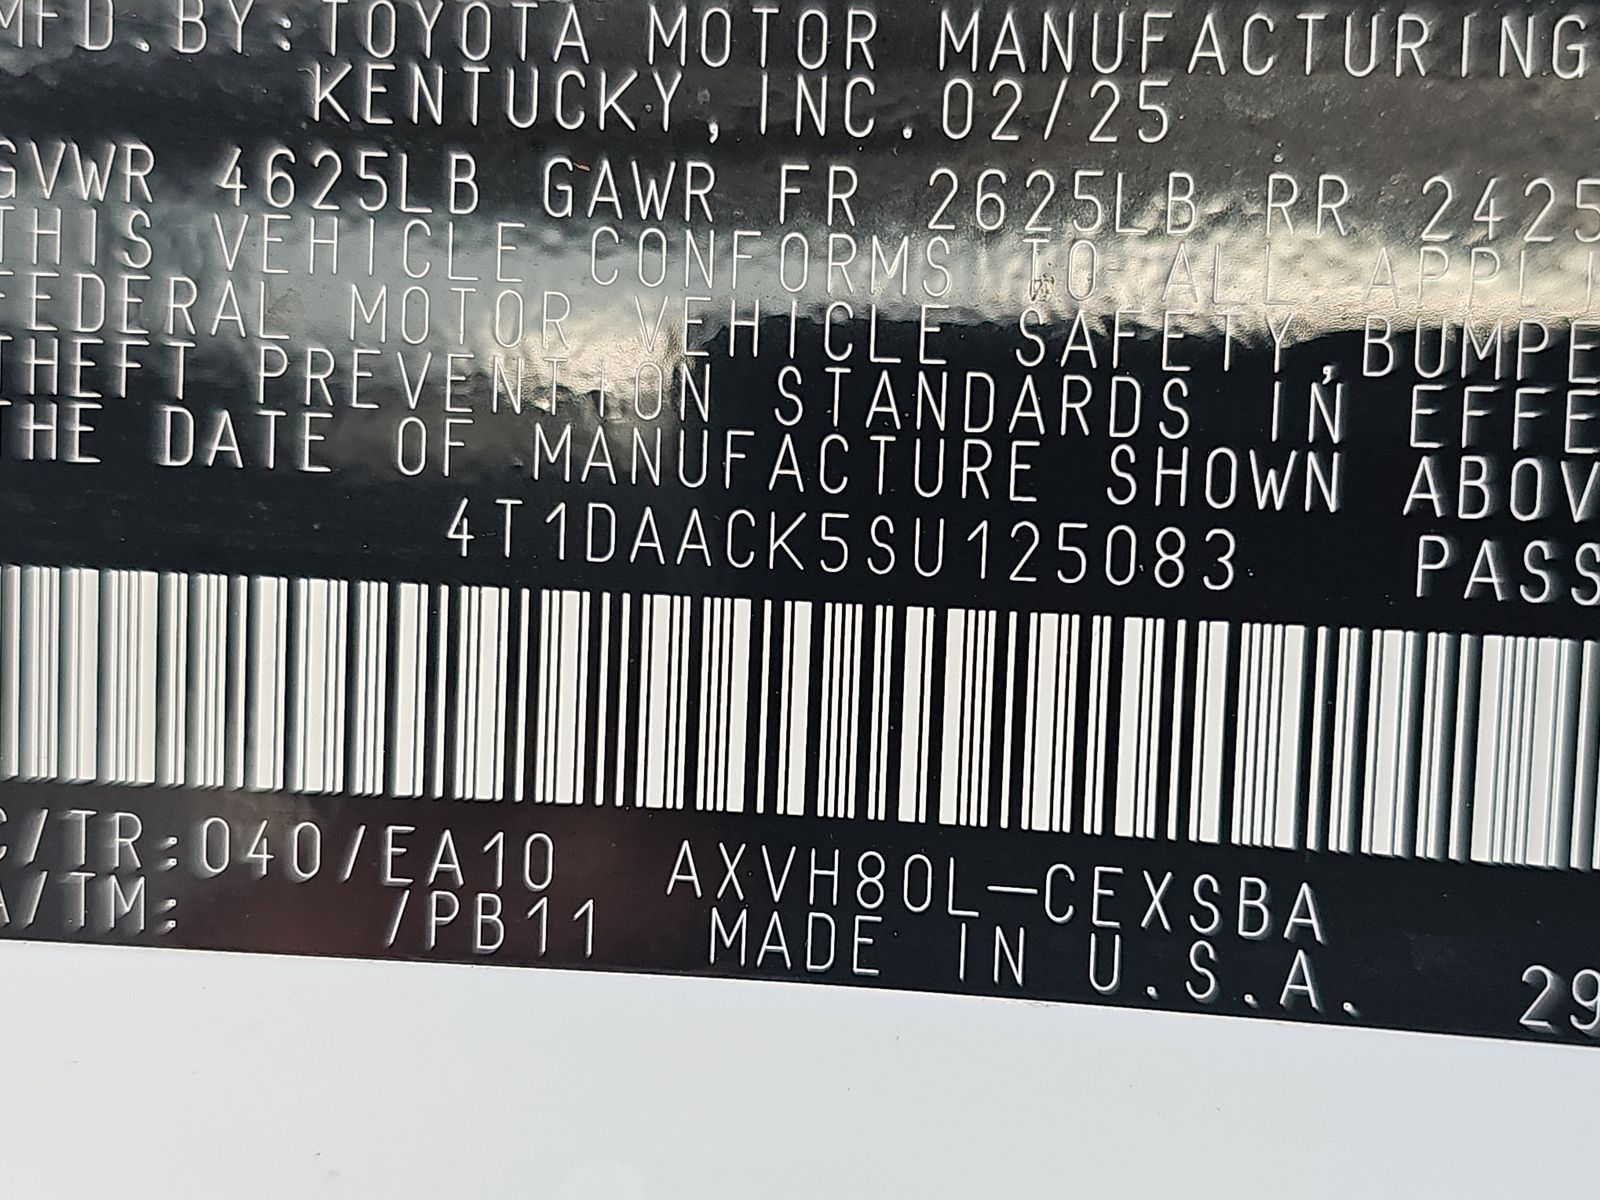 MFD. BY: TOYOTA MOTOR MANUFACTURING
KENTUCKY, INC. 02/25
GVWR 4625LB GAWR FR 2625LB RR 2425
THIS VEHICLE CONFORMS TO ALL APPLI
FEDERAL MOTOR VEHICLE SAFETY, BUMPE
THEFT PREVENTION STANDARDS IN EFFE
THE DATE OF MANUFACTURE SHOWN ABOV
4T1DAACK5SU125083 PASS
C/TR: 040/EA10 AXVH80L-CEXSBA
A/TM: /PB11 MADE IN U.S.A. 29